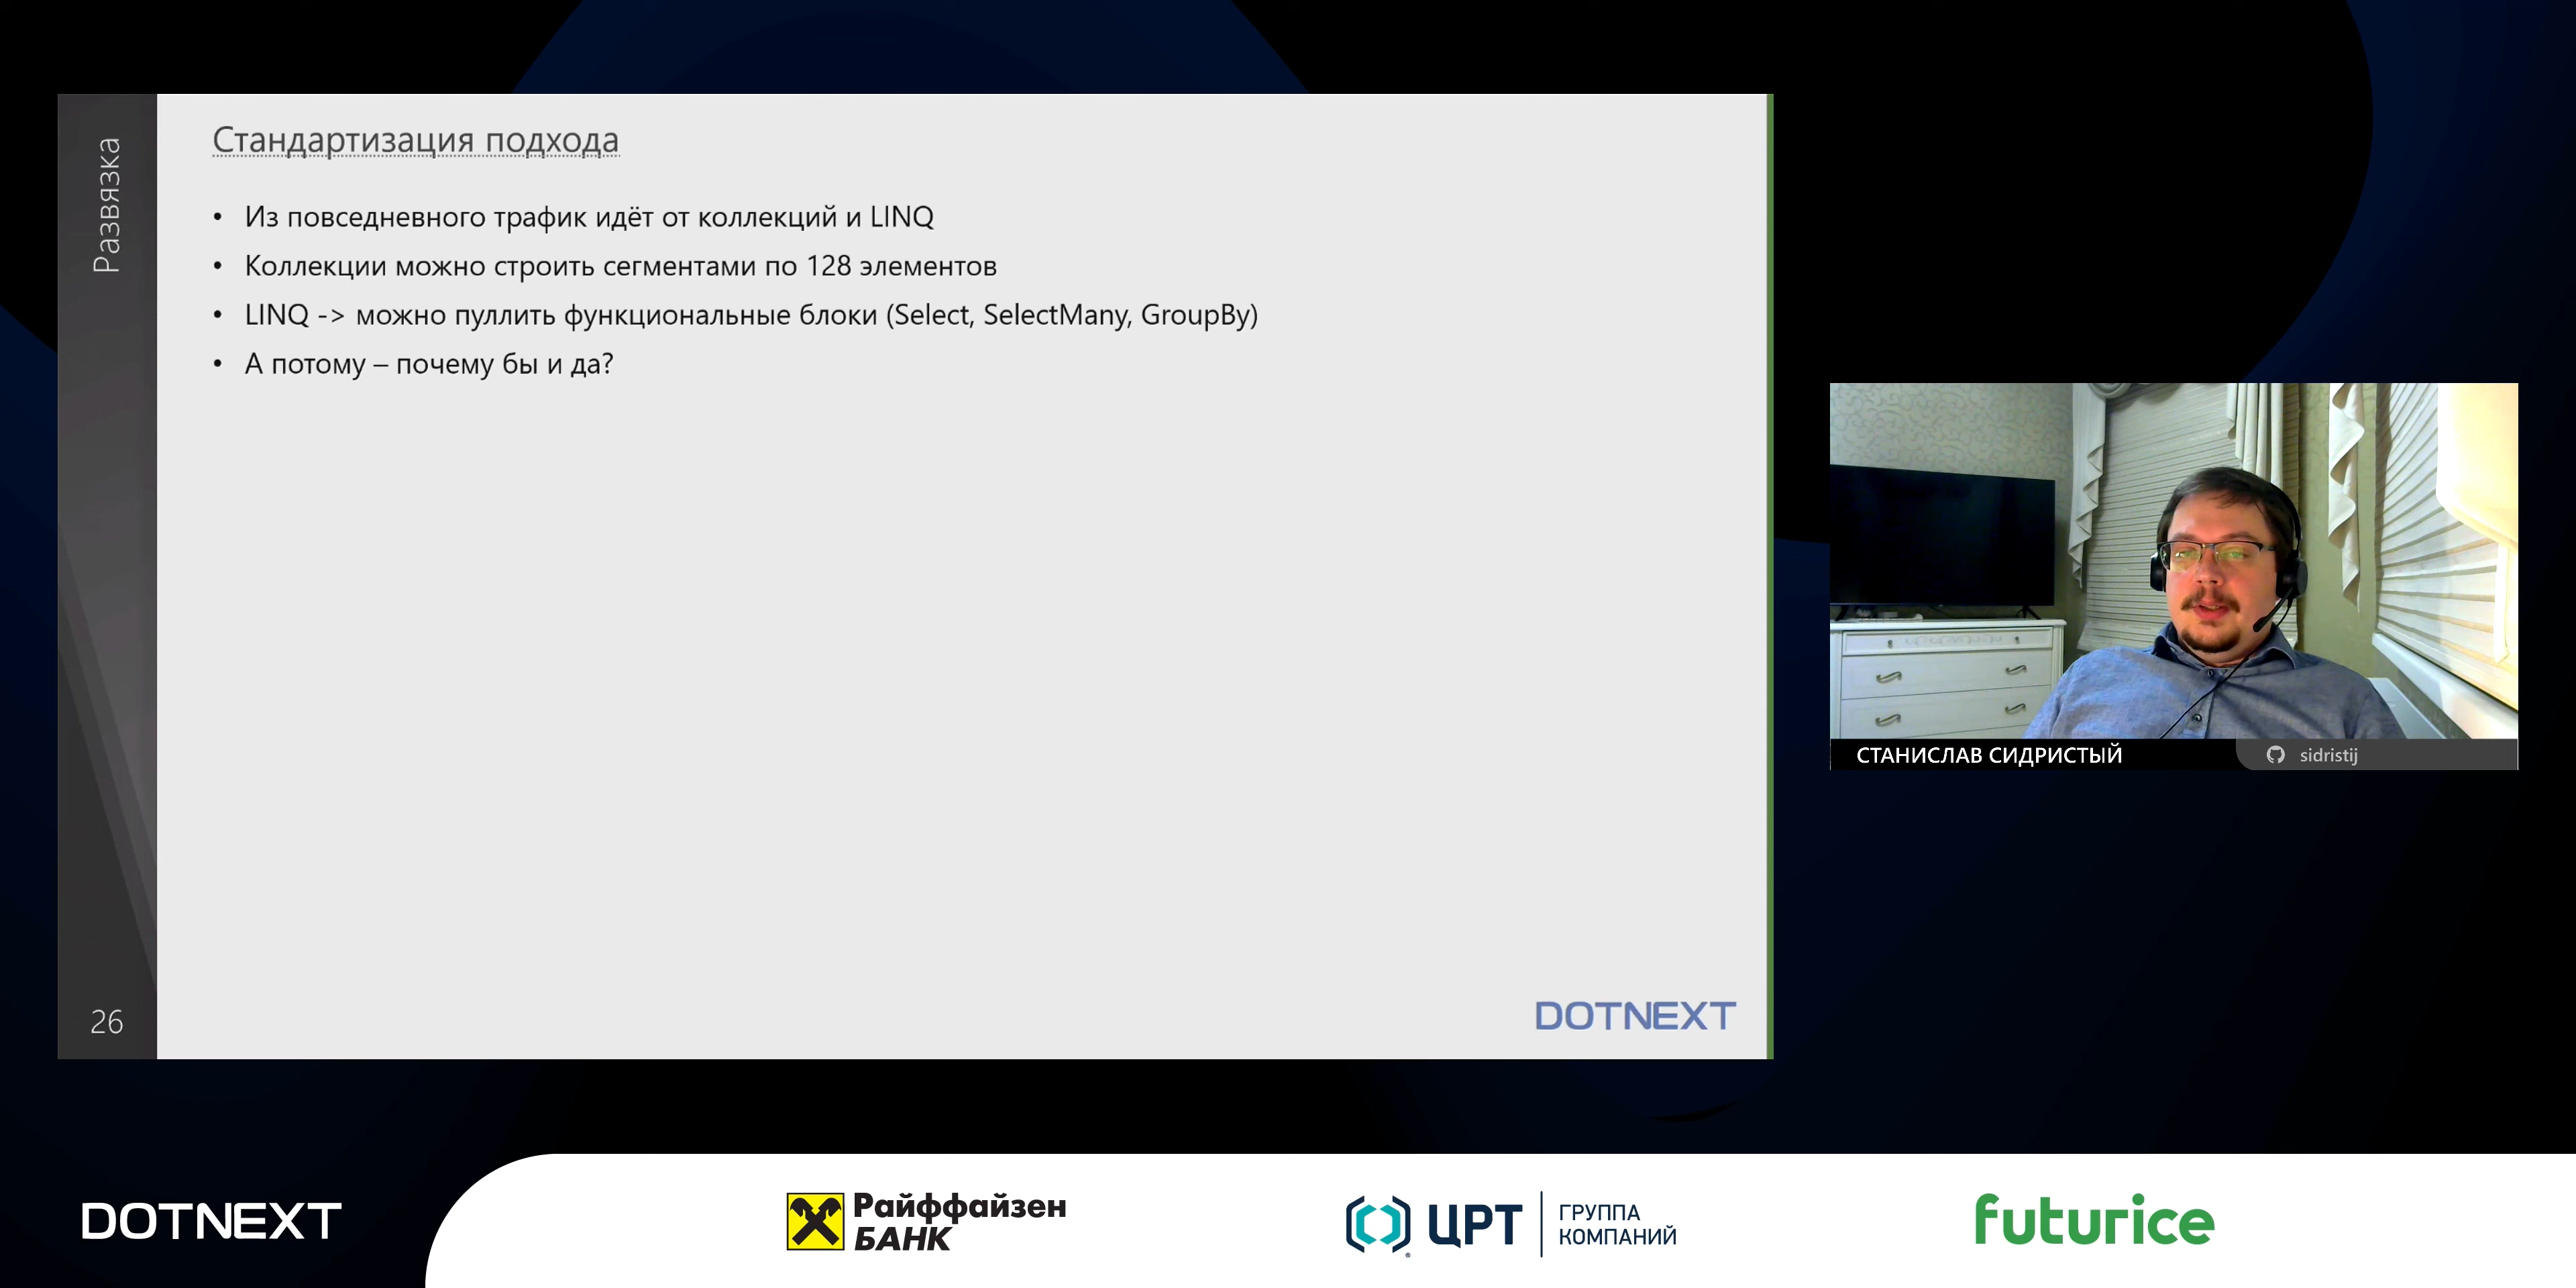 Развязка
Стандартизация подхода
• Из повседневного трафик идёт от коллекций и LINQ
• Коллекции можно строить сегментами по 128 элементов
• LINQ -> можно пуллить функциональные блоки (Select, SelectMany, GroupBy)
• А потому – почему бы и да?
26
DOTNEXT
СТАНИСЛАВ СИДРИСТЫЙ
sidristij
DOTNEXT
Райффайзен
БАНК
ЦРТ
ГРУППА
КОМПАНИЙ
futurice